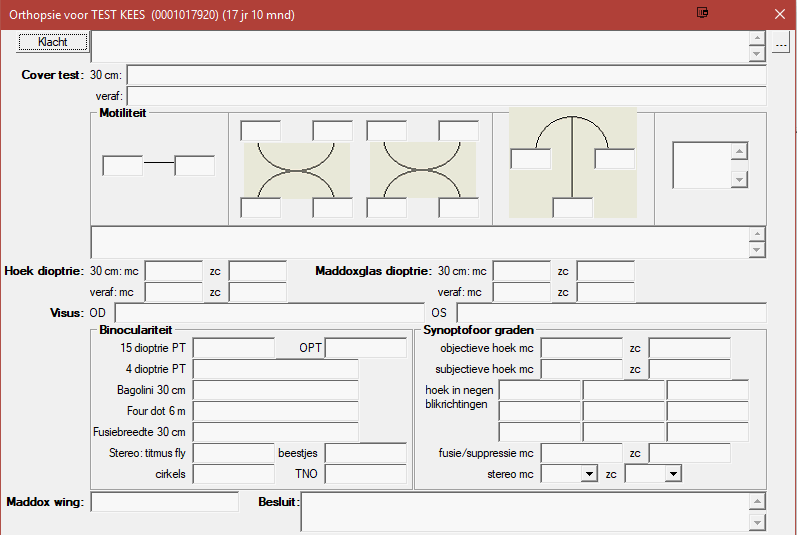 Orthopsie voor TEST KEES (0001017920) (17 jr 10 mnd)
Klacht
...
Cover test: 30 cm:
veraf:
Motiliteit
Hoek dioptrie: 30 cm: mc zc Maddoxglas dioptrie: 30 cm: mc zc
veraf: mc zc veraf: mc zc
Visus: OD OS
Binoculariteit Synoptofoor graden
15 dioptrie PT OPT objectieve hoek mc zc
4 dioptrie PT subjectieve hoek mc zc
Bagolini 30 cm hoek in negen
blikrichtingen
Four dot 6 m
Fusiebreedte 30 cm
Stereo: titmus fly beestjes fusie/suppressie mc zc
cirkels TNO stereo mc zc
Maddox wing: Besluit: